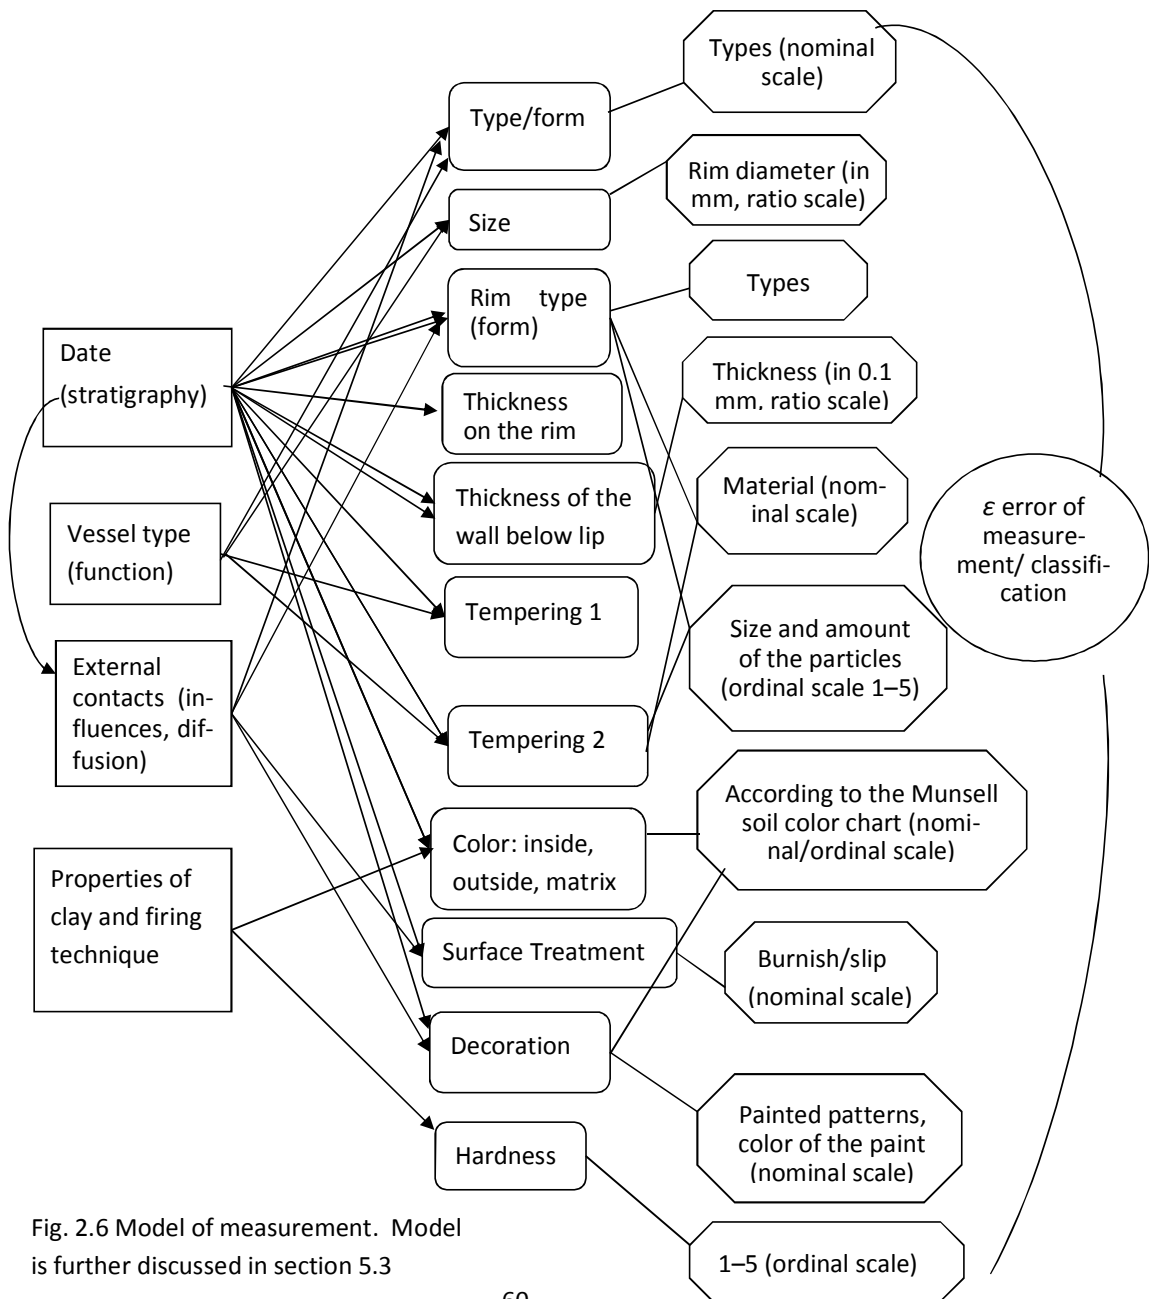 Types (nominal
scale)
Type/form
Rim diameter (in
mm, ratio scale)
Size
Types
Rim type
(form)
Date
(stratigraphy)
Thickness (in 0.1
mm, ratio scale)
Thickness
on the rim
Material (nom-
inal scale)
Thickness of the
wall below lip
ε error of
measure-
ment/ classifi-
cation
Vessel type
(function)
Tempering 1
Size and amount
of the particles
(ordinal scale 1–5)
External
contacts (in-
fluences, dif-
fusion)
Tempering 2
According to the Munsell
soil color chart (nomi-
nal/ordinal scale)
Color: inside,
outside, matrix
Properties of
clay and firing
technique
Surface Treatment
Burnish/slip
(nominal scale)
Decoration
Painted patterns,
color of the paint
(nominal scale)
Hardness
1–5 (ordinal scale)
Fig. 2.6 Model of measurement. Model
is further discussed in section 5.3
60